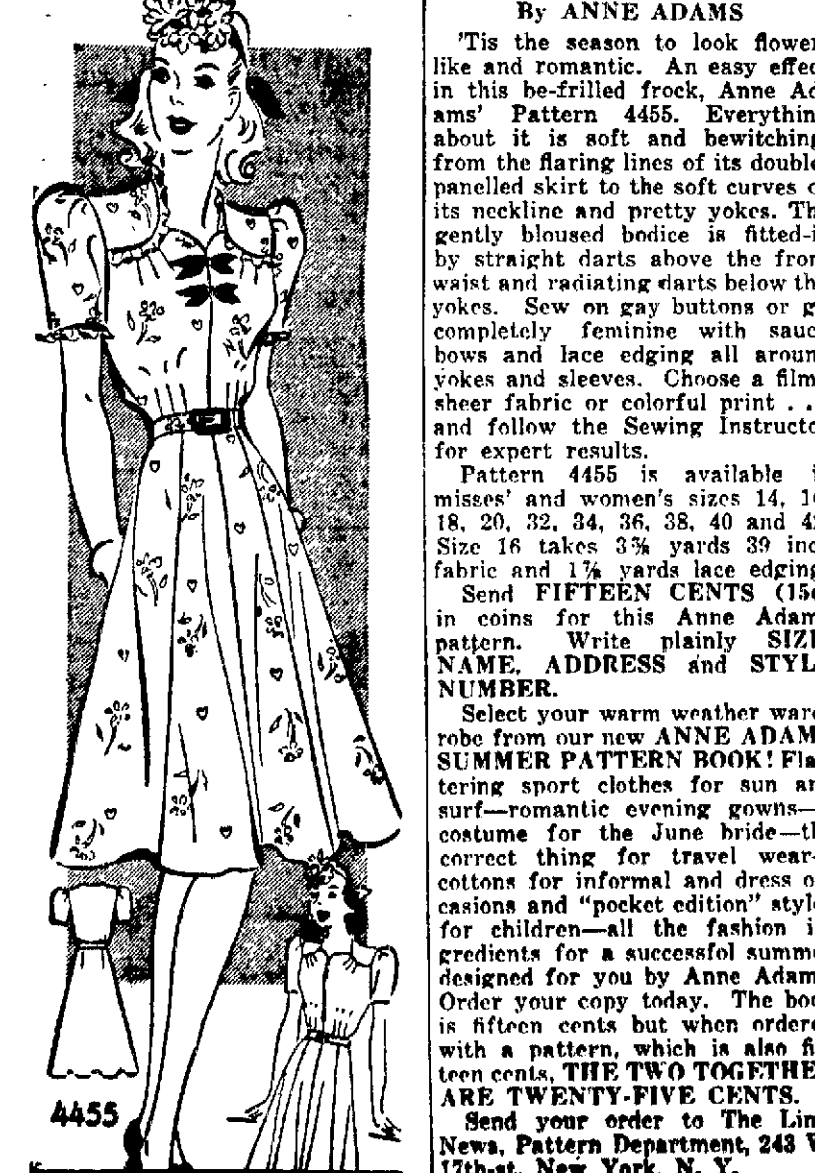 By ANNE ADAMS
'Tis the season to look flower
like and romantic. An easy effec
in this be-frilled frock, Anne Ad
ams' Pattern 4455. Everythin
about it is soft and bewitching
from the flaring lines of its double
panelled skirt to the soft curves o
its neckline and pretty yokes. Th
gently bloused bodice is fitted-i
by straight darts above the fron
waist and radiating darts below th
yokes. Sew on gay buttons or g
completely feminine with sauc
bows and lace edging all aroun
yokes and sleeves. Choose a film
sheer fabric or colorful print . .
and follow the Sewing Instructo
for expert results.
Pattern 4455 is available i
misses' and women's sizes 14, 16
18, 20, 32, 34, 36, 38, 40 and 42
Size 16 takes yards 39 inc
fabric and 1⅞ yards lace edging
Send FIFTEEN CENTS (15c
in coins for this Anne Adam
pattern. Write plainly SIZE
NAME, ADDRESS and STYL
NUMBER.
Select your warm weather ward
robe from our new ANNE ADAM
SUMMER PATTERN BOOK! Fla
tering sport clothes for sun an
surf—romantic evening gowns—
costume for the June bride—th
correct thing for travel wear-
cottons for informal and dress o
casions and "pocket edition" style
for children—all the fashion i
gredients for a successfol summe
designed for you by Anne Adam
Order your copy today. The boo
is fifteen cents but when ordere
with a pattern, which is also fi
teen cents, THE TWO TOGETHE
ARE TWENTY-FIVE CENTS.
Send your order to The Lim
News, Pattern Department, 243 W
17th-st, New York, N. Y.
4455